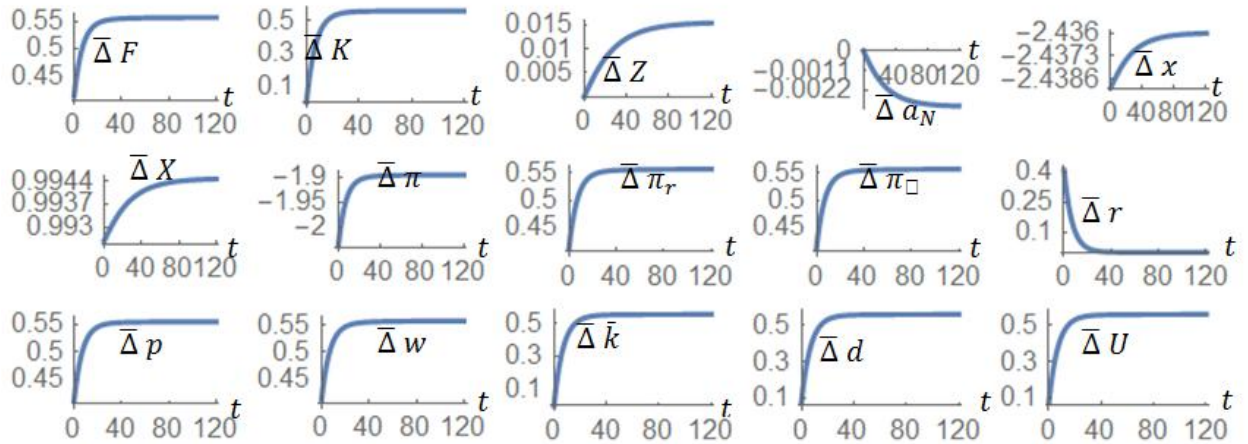 0.55 0.5 0.45 Δ̅ F t 0 40 80 120
0.5 0.3 0.1 Δ̅ K t 0 40 80 120
0.015 0.01 0.005 Δ̅ Z t 0 40 80 120
0 -0.0011 -0.0022 t 40 80 120 Δ̅ a_N
-2.436 -2.4373 -2.4386 Δ̅ x t 0 40 80 120
0.9944 0.9937 0.993 Δ̅ X t 0 40 80 120
-1.9 -1.95 -2 Δ̅ π t 0 40 80 120
0.55 0.45 Δ̅ π_r t 0 40 80 120
0.55 0.45 Δ̅ π_□ t 0 40 80 120
0.4 0.25 0.1 Δ̅ r t 0 40 80 120
0.55 0.5 0.45 Δ̅ p t 0 40 80 120
0.55 0.5 0.45 Δ̅ w t 0 40 80 120
0.5 0.3 0.1 Δ̅ k̄ t 0 40 80 120
0.5 0.3 0.1 Δ̅ d t 0 40 80 120
0.5 0.3 0.1 Δ̅ U t 0 40 80 120